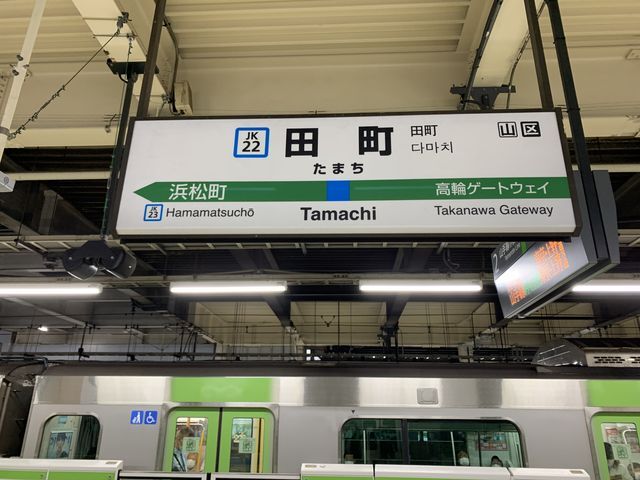 JK
22
田町
たまち
田町
다마치
山 区
浜松町
JK
23
Hamamatsuchō
Tamachi
高輪ゲートウェイ
Takanawa Gateway
2